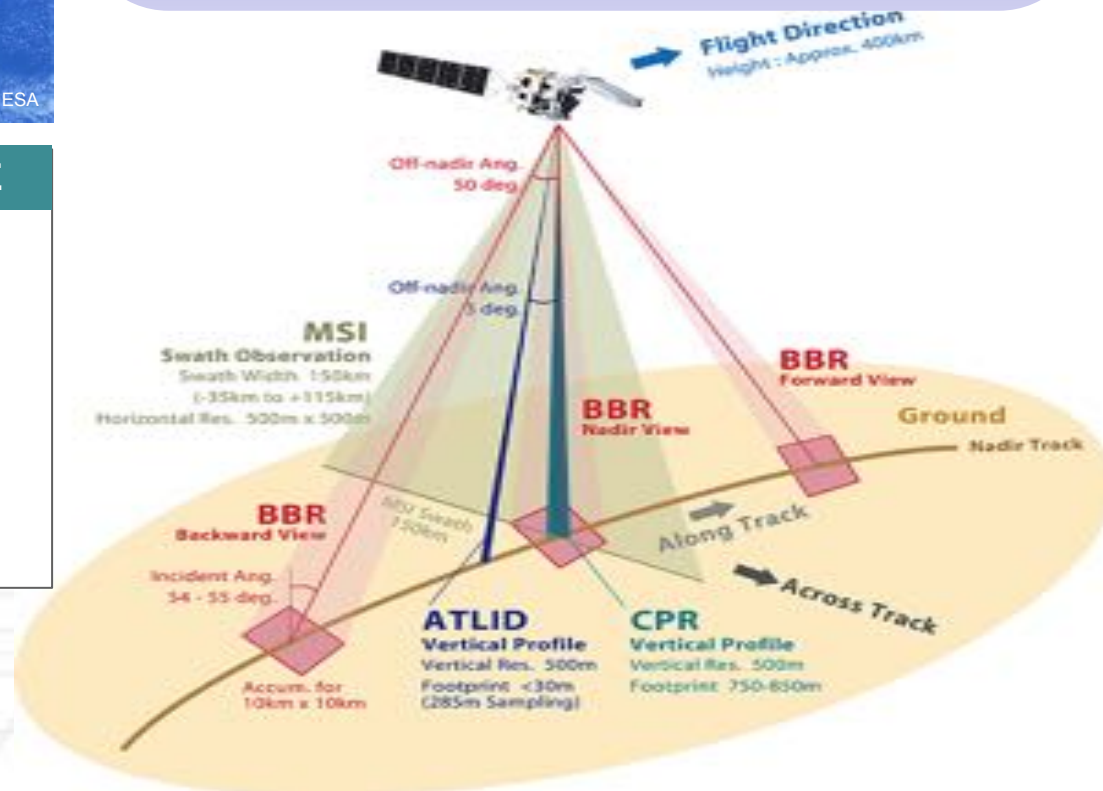 ESA
Flight Direction
Height : Approx. 400km
Off-nadir Ang.
50 deg.
Off-nadir Ang.
3 deg.
MSI
Swath Observation
Swath Width 150km
(-35km to +115km)
Horizontal Res. 500m x 500m
BBR
Forward View
BBR
Nadir View
Ground
Nadir Track
BBR
Backward View
MSI Swath
150km
Along Track
Across Track
Incident Ang.
54 - 55 deg.
ATLID
Vertical Profile
Vertical Res. 500m
Footprint <30m
(285m Sampling)
CPR
Vertical Profile
Vertical Res. 500m
Footprint 750-850m
Accum. for
10km x 10km